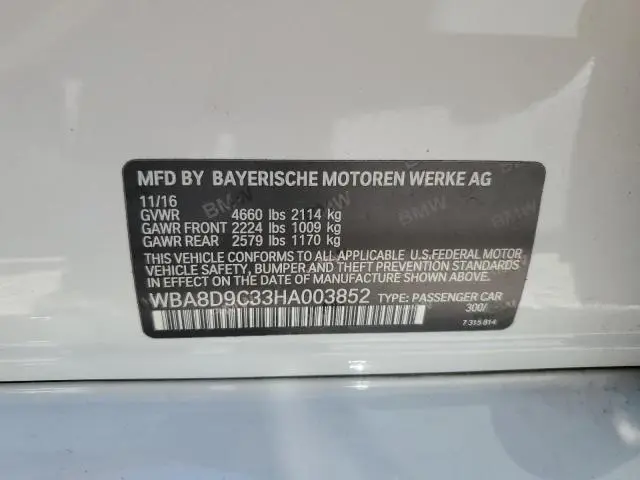 MFD BY BAYERISCHE MOTOREN WERKE AG
11/16
GVWR 4660 lbs 2114 kg
GAWR FRONT 2224 lbs 1009 kg
GAWR REAR 2579 lbs 1170 kg
THIS VEHICLE CONFORMS TO ALL APPLICABLE U.S.FEDERAL MOTOR
VEHICLE SAFETY, BUMPER, AND THEFT PREVENTION STANDARDS
IN EFFECT ON THE DATE OF MANUFACTURE SHOWN ABOVE.
WBA8D9C33HA003852 TYPE: PASSENGER CAR
300/
7 315 814